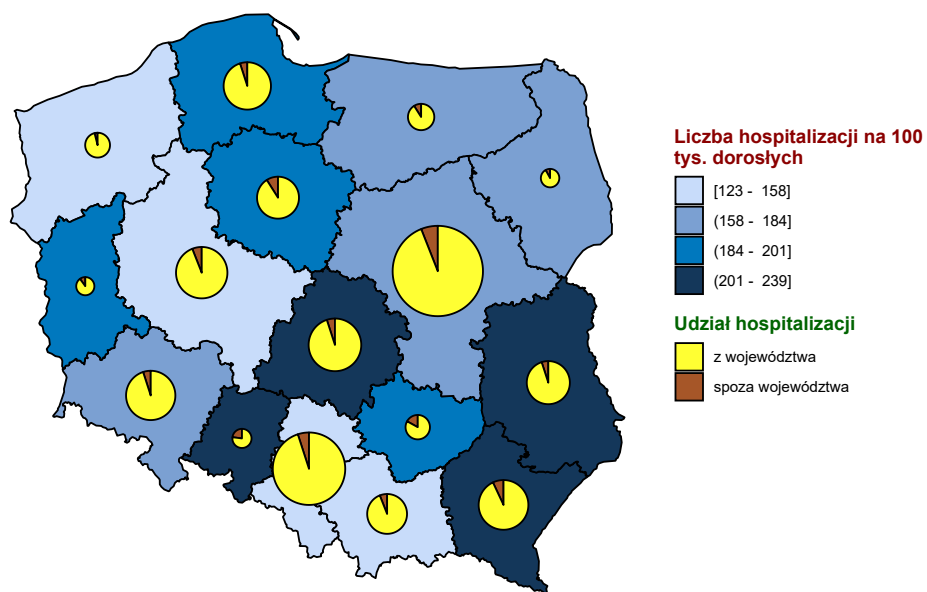 Liczba hospitalizacji na 100
tys. dorosłych
[123 - 158]
(158 - 184]
(184 - 201]
(201 - 239]
Udział hospitalizacji
z województwa
spoza województwa